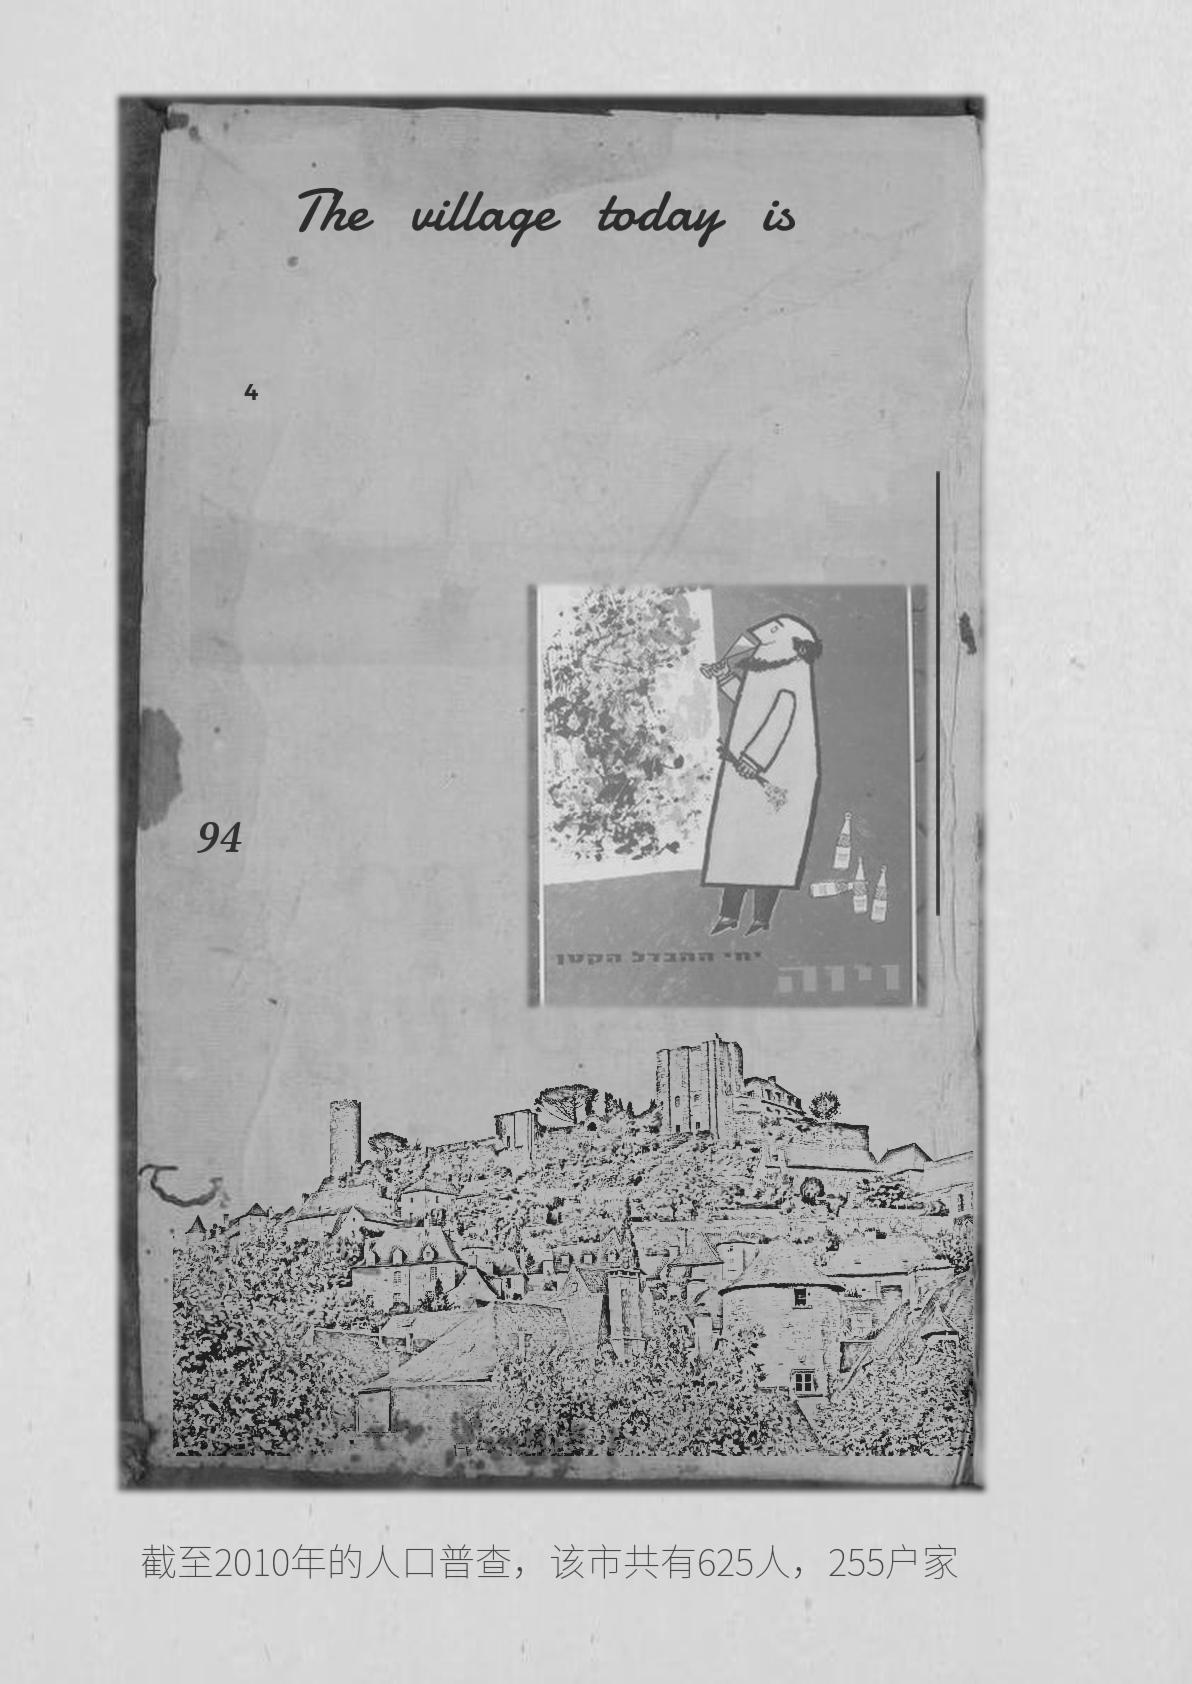 The village today is
4
94
יחי ההבדל הקטן
ויווה
截至2010年的人口普查，该市共有625人，255户家